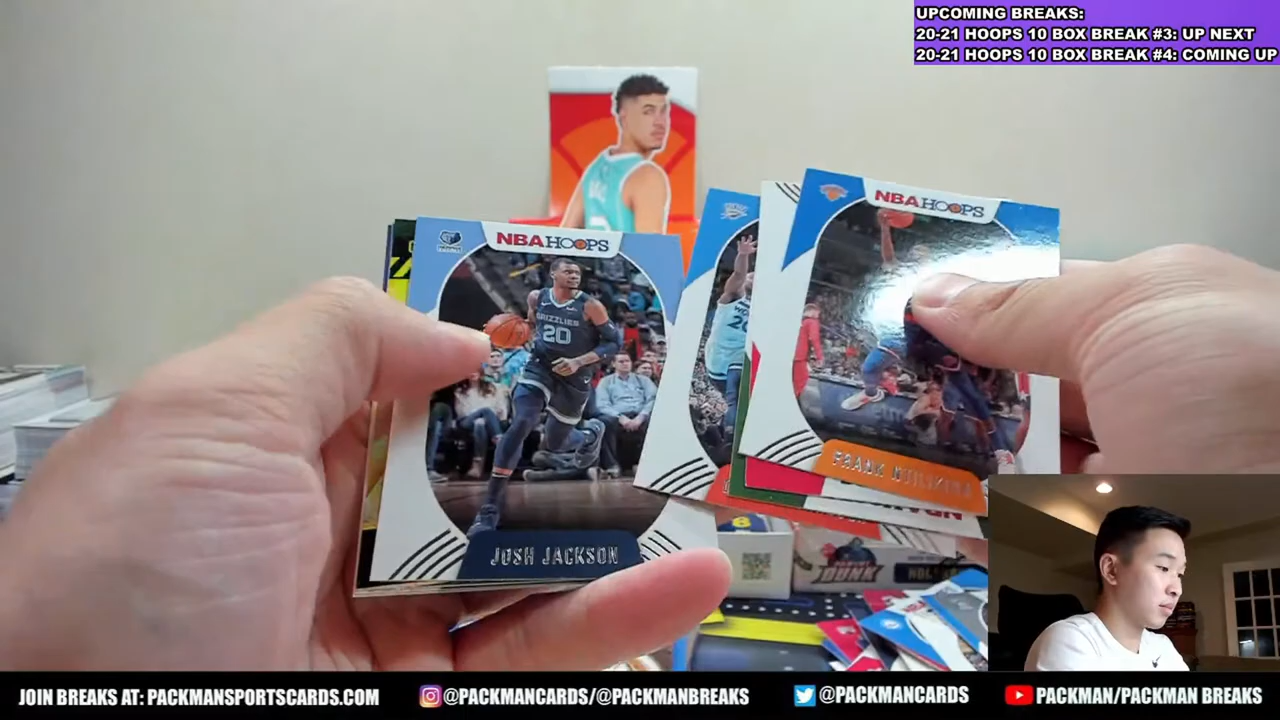 UPCOMING BREAKS:
20-21 HOOPS 10 BOX BREAK #3: UP NEXT
20-21 HOOPS 10 BOX BREAK #4: COMING UP
NBA HOOPS
NBA HOOPS
GRIZZLIES
20
FRANK NTILIKINA
JOSH JACKSON
DUNK
JOIN BREAKS AT: PACKMANSPORTSCARDS.COM
@PACKMANCARDS/@PACKMANBREAKS
@PACKMANCARDS
PACKMAN/PACKMAN BREAKS